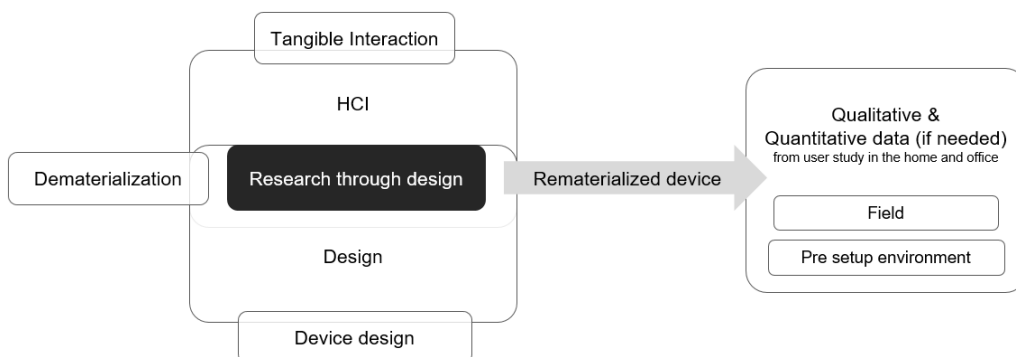 Tangible Interaction
HCI
Dematerialization
Research through design
Rematerialized device
Design
Device design
Qualitative &
Quantitative data (if needed)
from user study in the home and office
Field
Pre setup environment